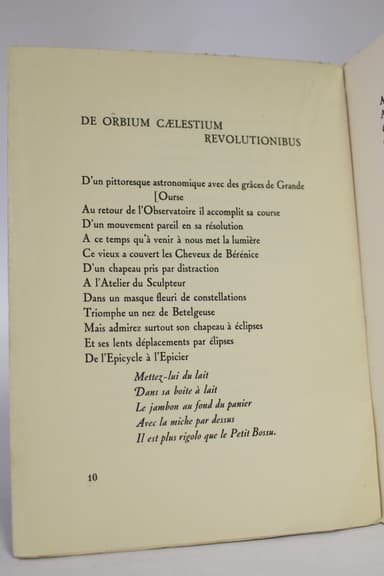 DE ORBIUM CÆLESTIUM
REVOLUTIONIBUS
D'un pittoresque astronomique avec des grâces de Grande
[Ourse
Au retour de l'Observatoire il accomplit sa course
D'un mouvement pareil en sa résolution
A ce temps qu'à venir à nous met la lumière
Ce vieux a couvert les Cheveux de Bérénice
D'un chapeau pris par distraction
A l'Atelier du Sculpteur
Dans un masque fleuri de constellations
Triomphe un nez de Betelgeuse
Mais admirez surtout son chapeau à éclipses
Et ses lents déplacements par élipses
De l'Epicycle à l'Epicier
Mettez-lui du lait
Dans sa boite à lait
Le jambon au fond du panier
Avec la miche par dessus
Il est plus rigolo que le Petit Bossu.
10